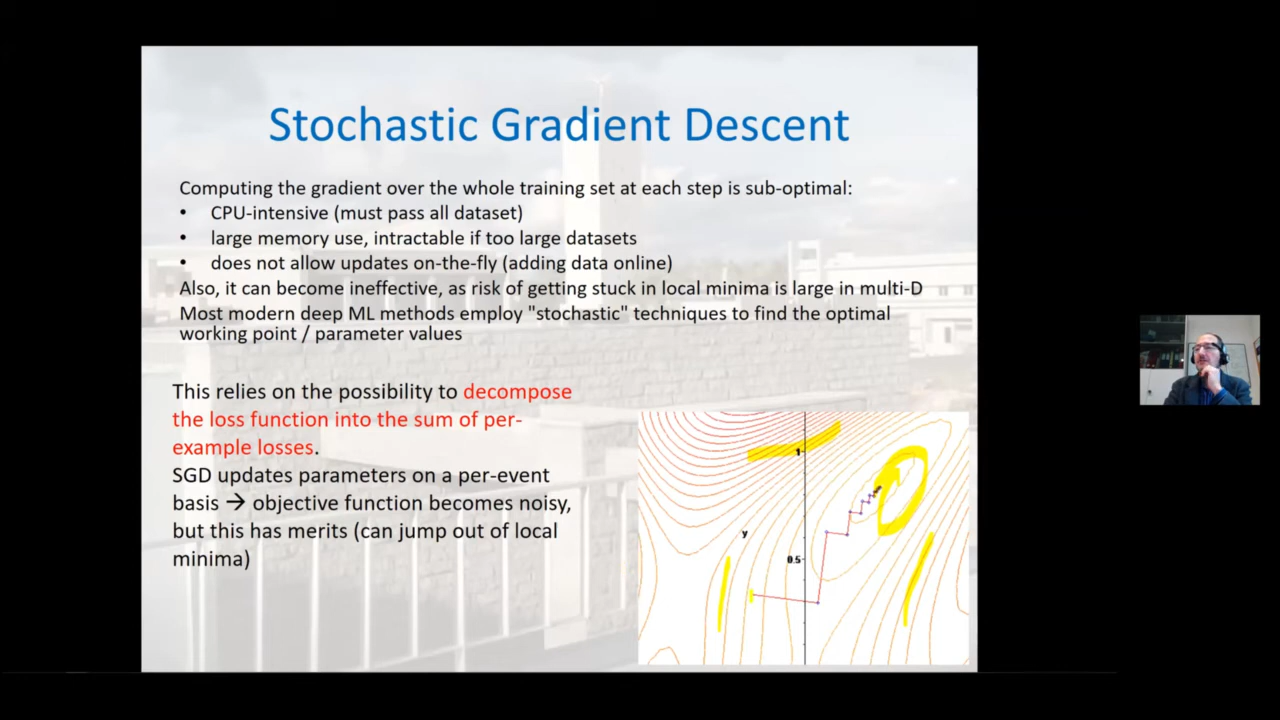 Stochastic Gradient Descent
Computing the gradient over the whole training set at each step is sub-optimal:
• CPU-intensive (must pass all dataset)
• large memory use, intractable if too large datasets
• does not allow updates on-the-fly (adding data online)
Also, it can become ineffective, as risk of getting stuck in local minima is large in multi-D
Most modern deep ML methods employ "stochastic" techniques to find the optimal
working point / parameter values
This relies on the possibility to decompose
the loss function into the sum of per-
example losses.
SGD updates parameters on a per-event
basis → objective function becomes noisy,
but this has merits (can jump out of local
minima)
1
y
0.5